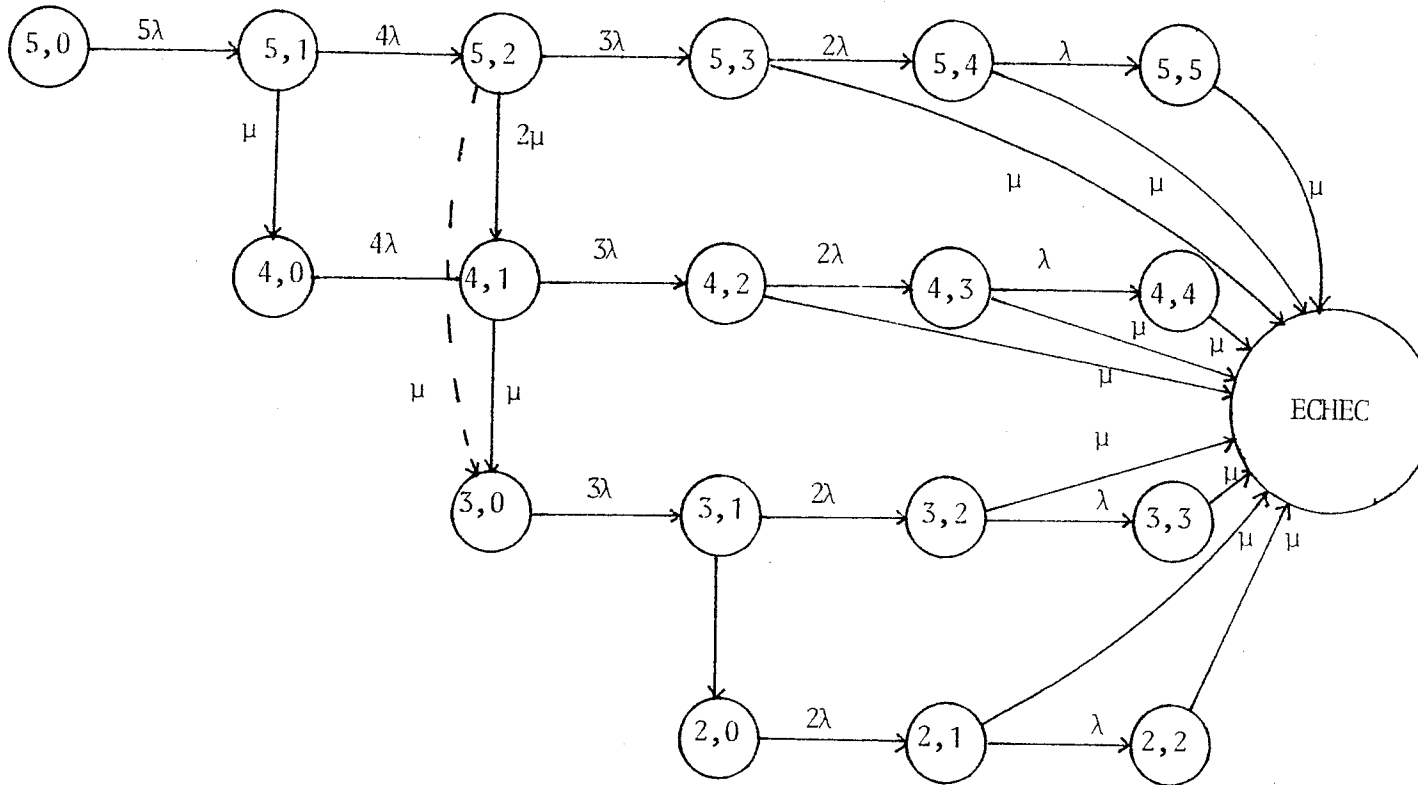 5λ 4λ 3λ 2λ λ
5,0 5,1 5,2 5,3 5,4 5,5
μ 2μ μ μ μ
4λ 3λ 2λ λ
4,0 4,1 4,2 4,3 4,4
μ μ μ μ μ
ECHEC
μ
3λ 2λ λ μ
3,0 3,1 3,2 3,3
μ μ
2λ λ
2,0 2,1 2,2